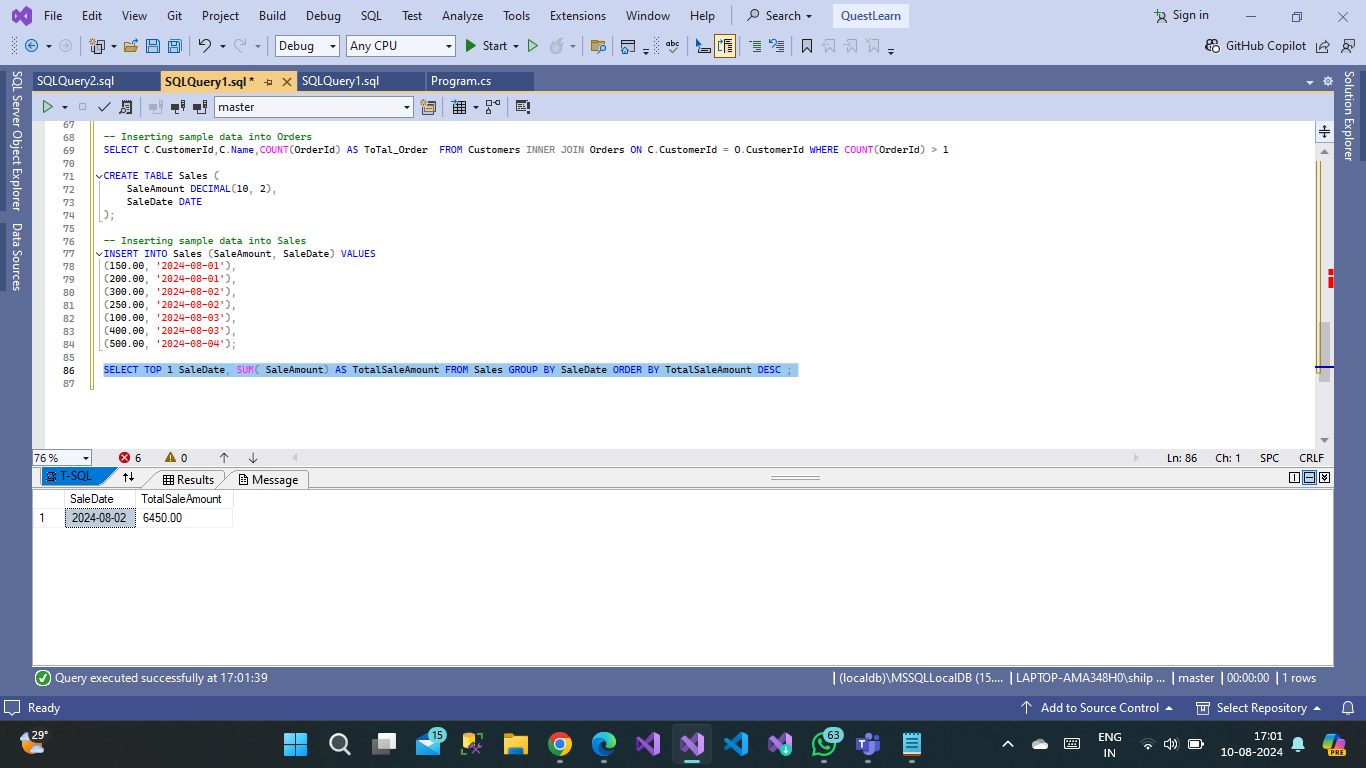 File Edit View Git Project Build Debug SQL Test Analyze Tools Extensions Window Help Search QuestLearn Sign in
Debug Any CPU Start abc GitHub Copilot
SQL Server Object Explorer
Data Sources
SQLQuery2.sql SQLQuery1.sql * SQLQuery1.sql Program.cs
Solution Explorer
master
67
68 -- Inserting sample data into Orders
69 SELECT C.CustomerId,C.Name,COUNT(OrderId) AS ToTal_Order FROM Customers INNER JOIN Orders ON C.CustomerId = O.CustomerId WHERE COUNT(OrderId) > 1
70
71 CREATE TABLE Sales (
72 SaleAmount DECIMAL(10, 2),
73 SaleDate DATE
74 );
75
76 -- Inserting sample data into Sales
77 INSERT INTO Sales (SaleAmount, SaleDate) VALUES
78 (150.00, '2024-08-01'),
79 (200.00, '2024-08-01'),
80 (300.00, '2024-08-02'),
81 (250.00, '2024-08-02'),
82 (100.00, '2024-08-03'),
83 (400.00, '2024-08-03'),
84 (500.00, '2024-08-04');
85
86 SELECT TOP 1 SaleDate, SUM( SaleAmount) AS TotalSaleAmount FROM Sales GROUP BY SaleDate ORDER BY TotalSaleAmount DESC ;
87
76 % 6 0 Ln: 86 Ch: 1 SPC CRLF
T-SQL Results Message
SaleDate TotalSaleAmount
1 2024-08-02 6450.00
Query executed successfully at 17:01:39 (localdb)\MSSQLLocalDB (15.... LAPTOP-AMA348H0\shilp ... master 00:00:00 1 rows
Ready Add to Source Control Select Repository
29° 15 63 ENG IN 17:01 10-08-2024 PRE